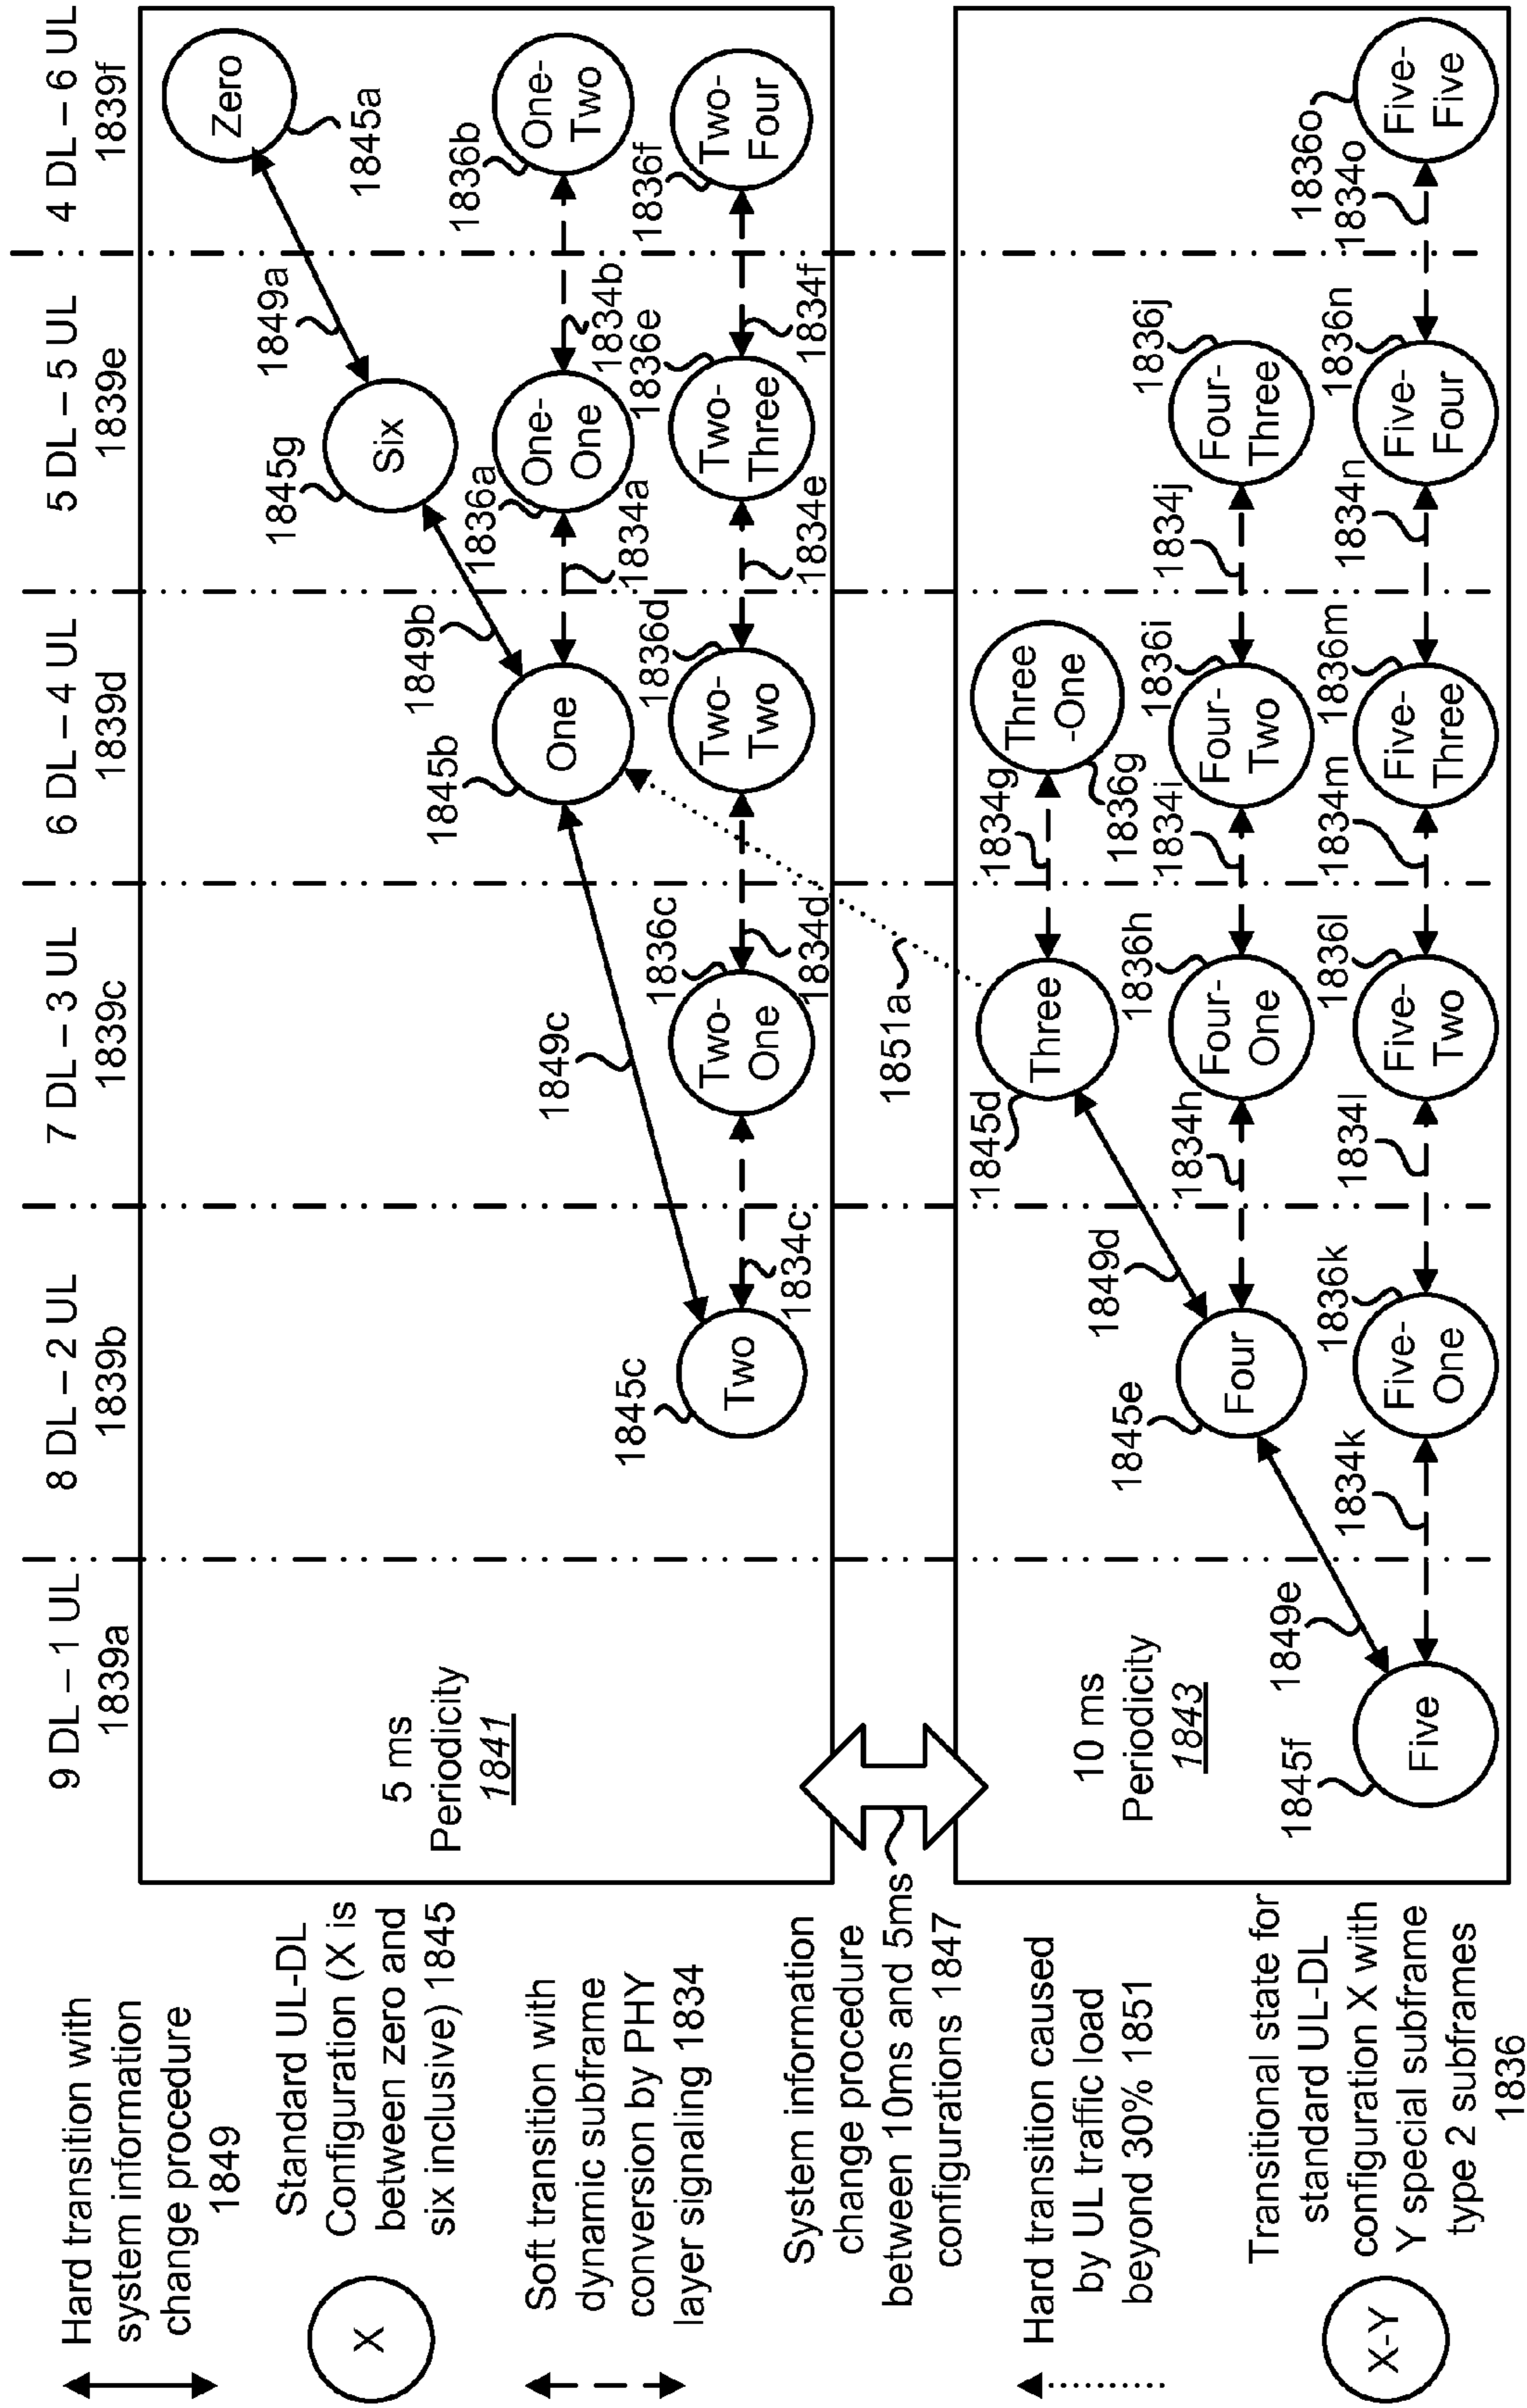 Hard transition with
system information
change procedure
1849
X
Standard UL-DL
Configuration (X is
between zero and
six inclusive) 1845
Soft transition with
dynamic subframe
conversion by PHY
layer signaling 1834
System information
change procedure
between 10ms and 5ms
configurations 1847
Hard transition caused
by UL traffic load
beyond 30% 1851
X-Y
Transitional state for
standard UL-DL
configuration X with
Y special subframe
type 2 subframes
1836
9 DL – 1 UL
1839a
8 DL – 2 UL
1839b
7 DL – 3 UL
1839c
6 DL – 4 UL
1839d
5 DL – 5 UL
1839e
4 DL – 6 UL
1839f
5 ms
Periodicity
1841
Zero
1845a
1849a
Six
1845g
1849b
One
1845b
1834a
One-
One
1836a
1834b
One-
Two
1836b
1849c
Two
1845c
1834c
Two-
One
1836c
1834d
Two-
Two
1836d
1834e
Two-
Three
1836e
1834f
Two-
Four
1836f
1851a
10 ms
Periodicity
1843
Three
1845d
1834g
Three
-One
1836g
1849d
Four
1845e
1834h
Four-
One
1836h
1834i
Four-
Two
1836i
1834j
Four-
Three
1836j
1849e
Five
1845f
1834k
Five-
One
1836k
1834l
Five-
Two
1836l
1834m
Five-
Three
1836m
1834n
Five-
Four
1836n
1834o
Five-
Five
1836o